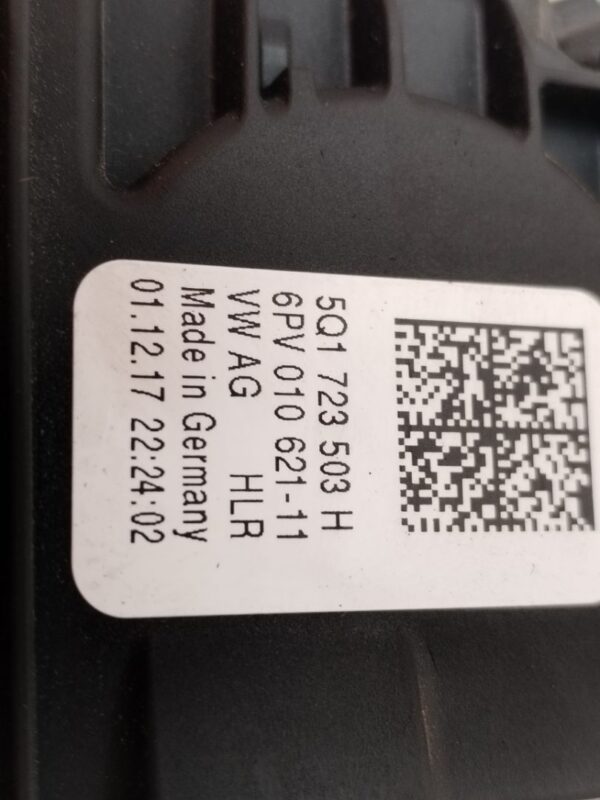 5Q1 723 503 H
6PV 010 621-11
VW AG HLR
Made in Germany
01.12.17 22:24:02